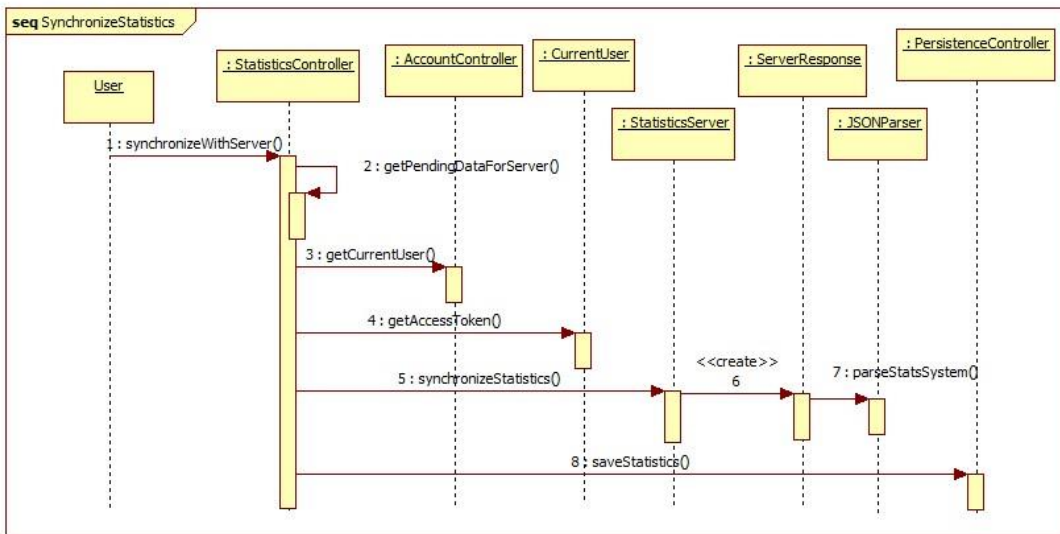 seq SynchronizeStatistics
User
: StatisticsController
: AccountController
: CurrentUser
: StatisticsServer
: ServerResponse
: JSONParser
: PersistenceController
1 : synchronizeWithServer()
2 : getPendingDataForServer()
3 : getCurrentUser()
4 : getAccessToken()
5 : synchronizeStatistics()
<<create>>
6
7 : parseStatsSystem()
8 : saveStatistics()